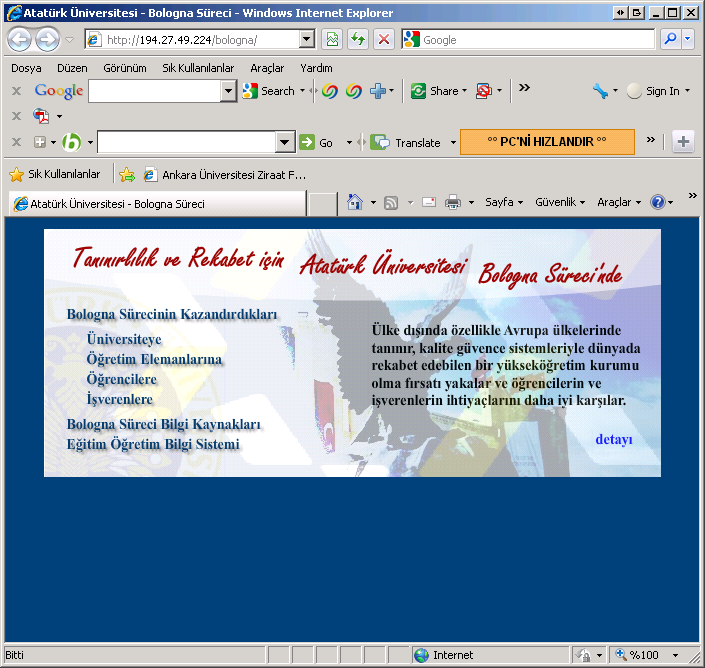 Atatürk Üniversitesi - Bologna Süreci - Windows Internet Explorer
http://194.27.49.224/bologna/
Google
Dosya Düzen Görünüm Sık Kullanılanlar Araçlar Yardım
Google Search Share Sign In
Go Translate °° PC'Nİ HIZLANDIR °°
Sık Kullanılanlar Ankara Üniversitesi Ziraat F...
Atatürk Üniversitesi - Bologna Süreci
Sayfa Güvenlik Araçlar
Tanınırlılık ve Rekabet için Atatürk Üniversitesi Bologna Süreci'nde
Bologna Sürecinin Kazandırdıkları
Üniversiteye
Öğretim Elemanlarına
Öğrencilere
İşverenlere
Bologna Süreci Bilgi Kaynakları
Eğitim Öğretim Bilgi Sistemi
Ülke dışında özellikle Avrupa ülkelerinde
tanınır, kalite güvence sistemleriyle dünyada
rekabet edebilen bir yükseköğretim kurumu
olma fırsatı yakalar ve öğrencilerin ve
işverenlerin ihtiyaçlarını daha iyi karşılar.
detayı
Bitti
Internet
%100